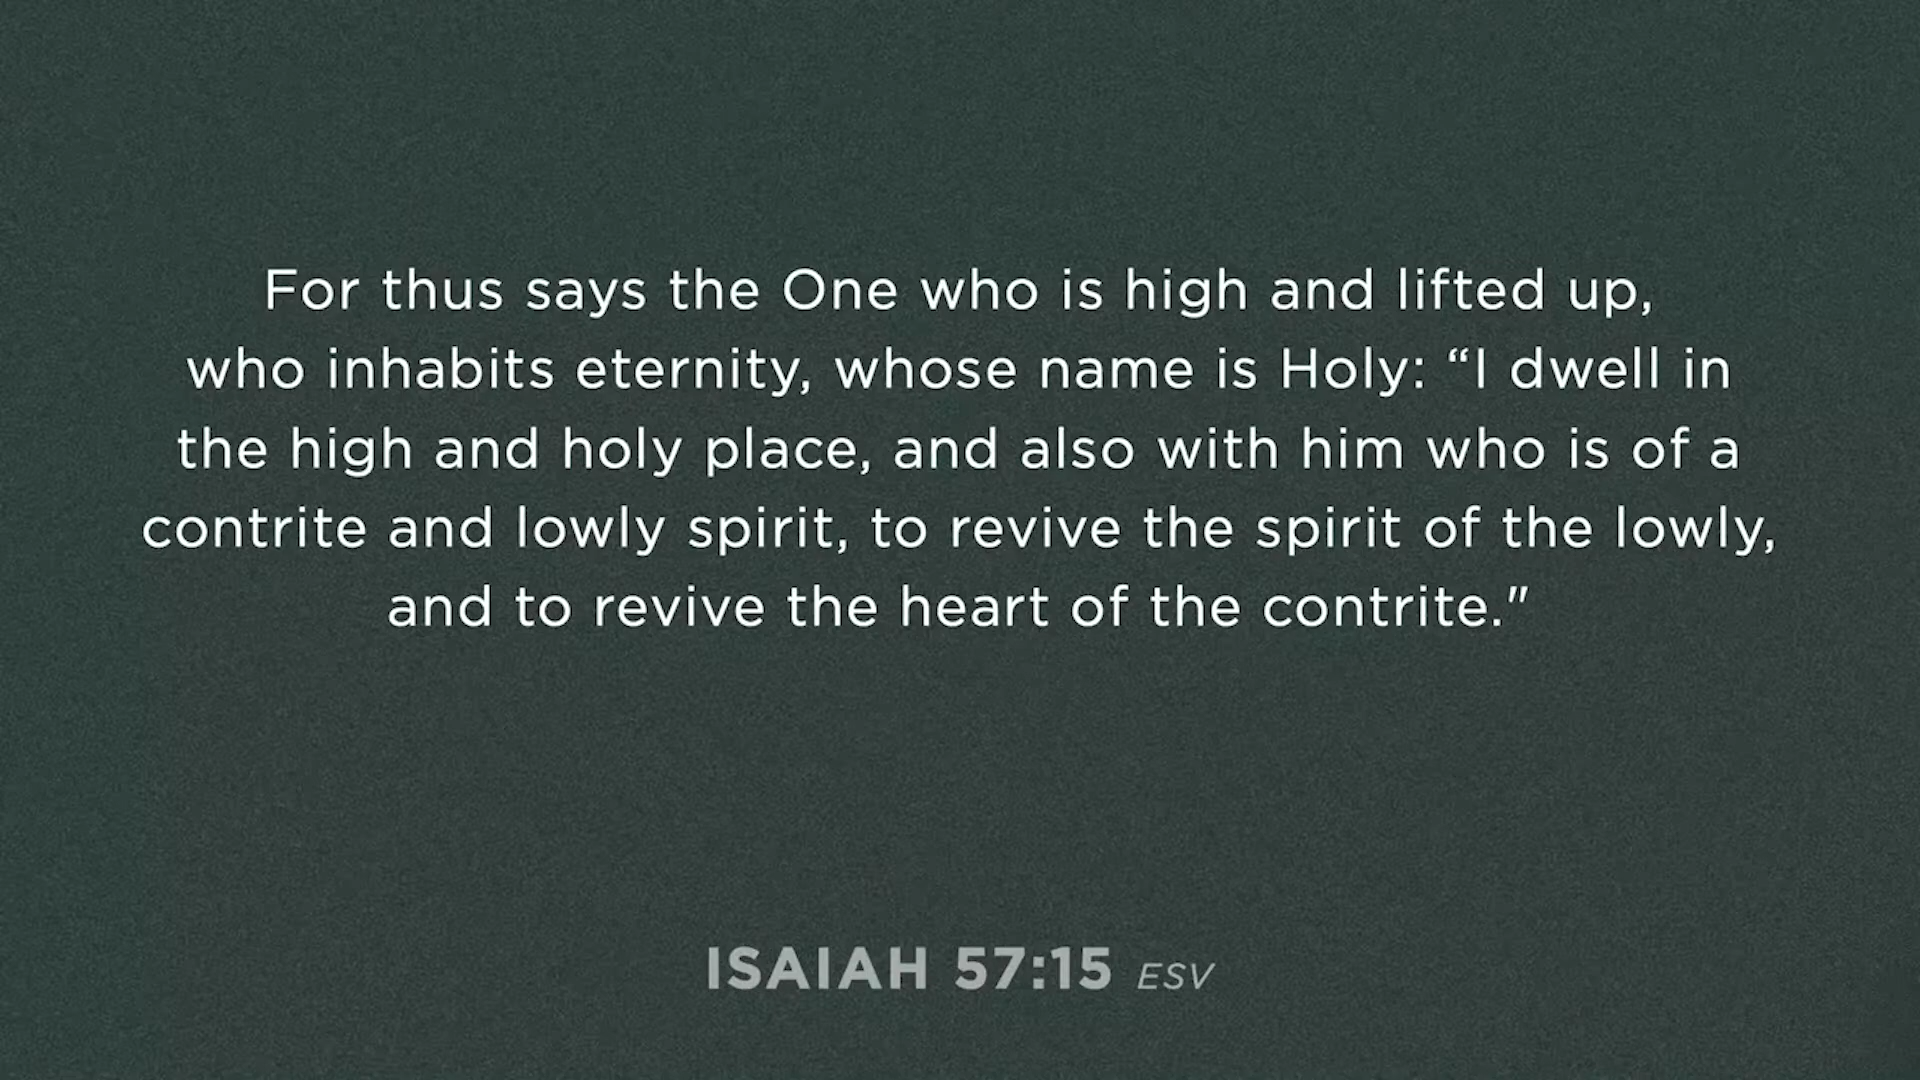 For thus says the One who is high and lifted up,
who inhabits eternity, whose name is Holy: “I dwell in
the high and holy place, and also with him who is of a
contrite and lowly spirit, to revive the spirit of the lowly,
and to revive the heart of the contrite."
ISAIAH 57:15 ESV